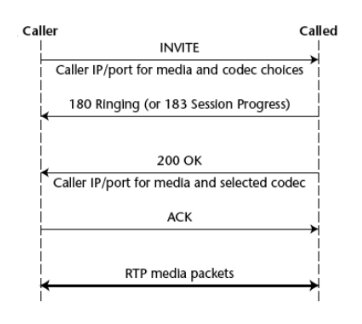 Caller Called
INVITE
Caller IP/port for media and codec choices
180 Ringing (or 183 Session Progress)
200 OK
Caller IP/port for media and selected codec
ACK
RTP media packets